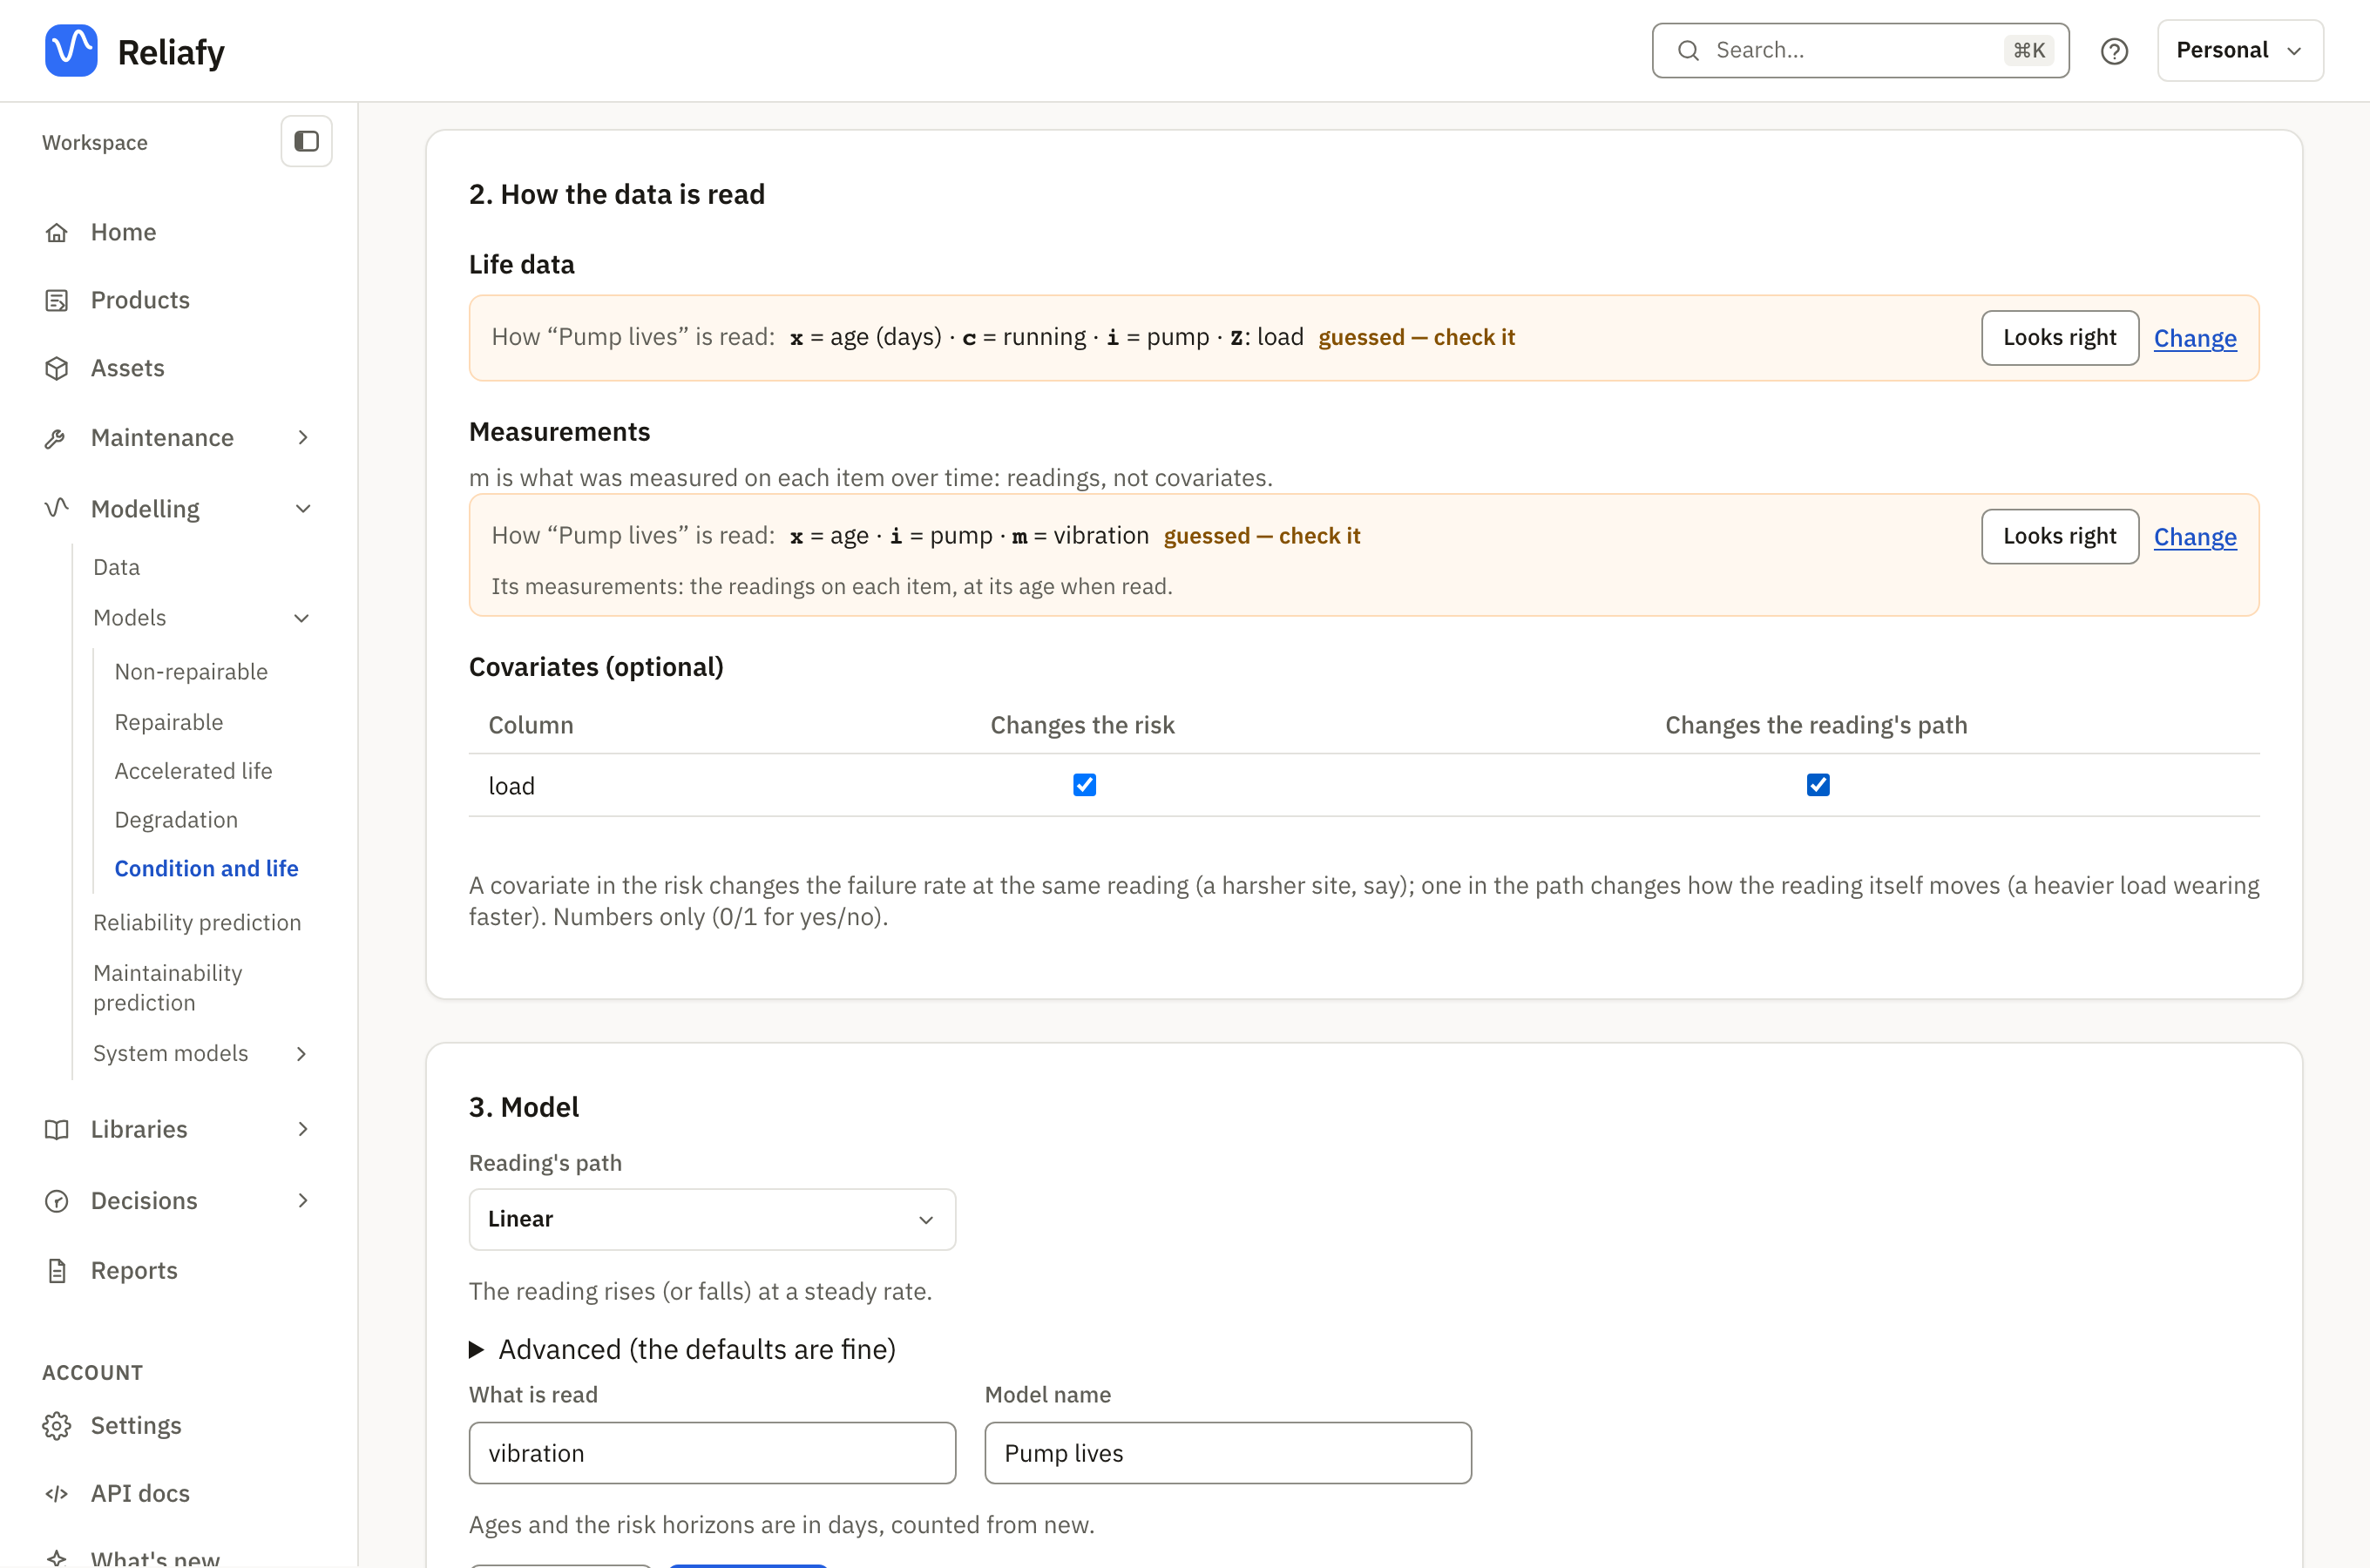 Reliafy
Search...
⌘K
Personal
Workspace
Home
Products
Assets
Maintenance
Modelling
Data
Models
Non-repairable
Repairable
Accelerated life
Degradation
Condition and life
Reliability prediction
Maintainability
prediction
System models
Libraries
Decisions
Reports
ACCOUNT
Settings
API docs
What's new
2. How the data is read
Life data
How “Pump lives” is read: x = age (days) · c = running · i = pump · Z: load guessed — check it
Looks right
Change
Measurements
m is what was measured on each item over time: readings, not covariates.
How “Pump lives” is read: x = age · i = pump · m = vibration guessed — check it
Looks right
Change
Its measurements: the readings on each item, at its age when read.
Covariates (optional)
Column Changes the risk Changes the reading's path
load
A covariate in the risk changes the failure rate at the same reading (a harsher site, say); one in the path changes how the reading itself moves (a heavier load wearing
faster). Numbers only (0/1 for yes/no).
3. Model
Reading's path
Linear
The reading rises (or falls) at a steady rate.
Advanced (the defaults are fine)
What is read
Model name
vibration
Pump lives
Ages and the risk horizons are in days, counted from new.